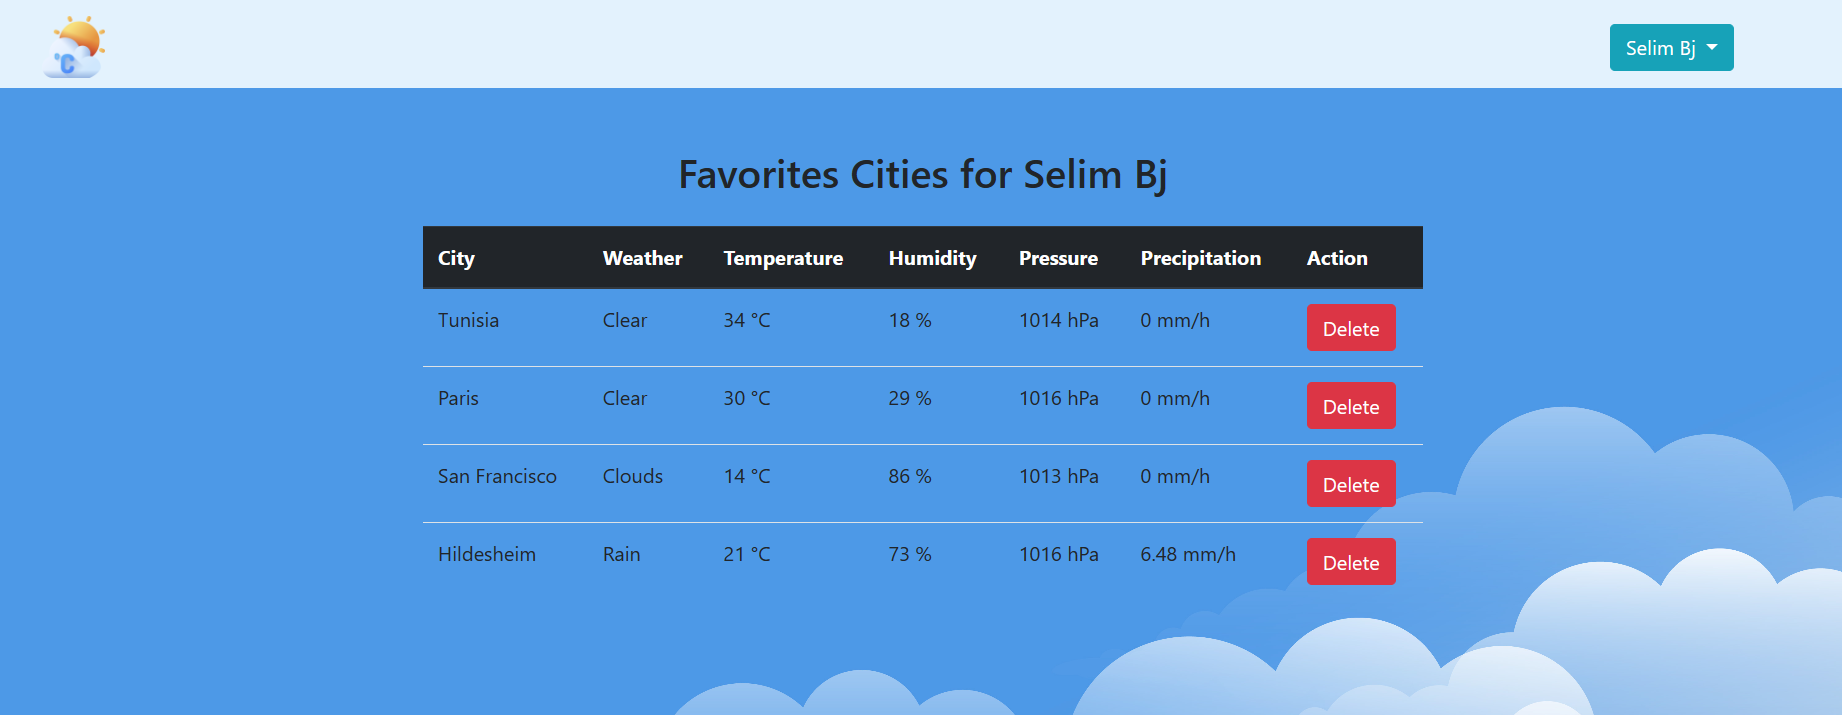 °C
Selim Bj
Favorites Cities for Selim Bj
City Weather Temperature Humidity Pressure Precipitation Action
Tunisia Clear 34 °C 18 % 1014 hPa 0 mm/h Delete
Paris Clear 30 °C 29 % 1016 hPa 0 mm/h Delete
San Francisco Clouds 14 °C 86 % 1013 hPa 0 mm/h Delete
Hildesheim Rain 21 °C 73 % 1016 hPa 6.48 mm/h Delete